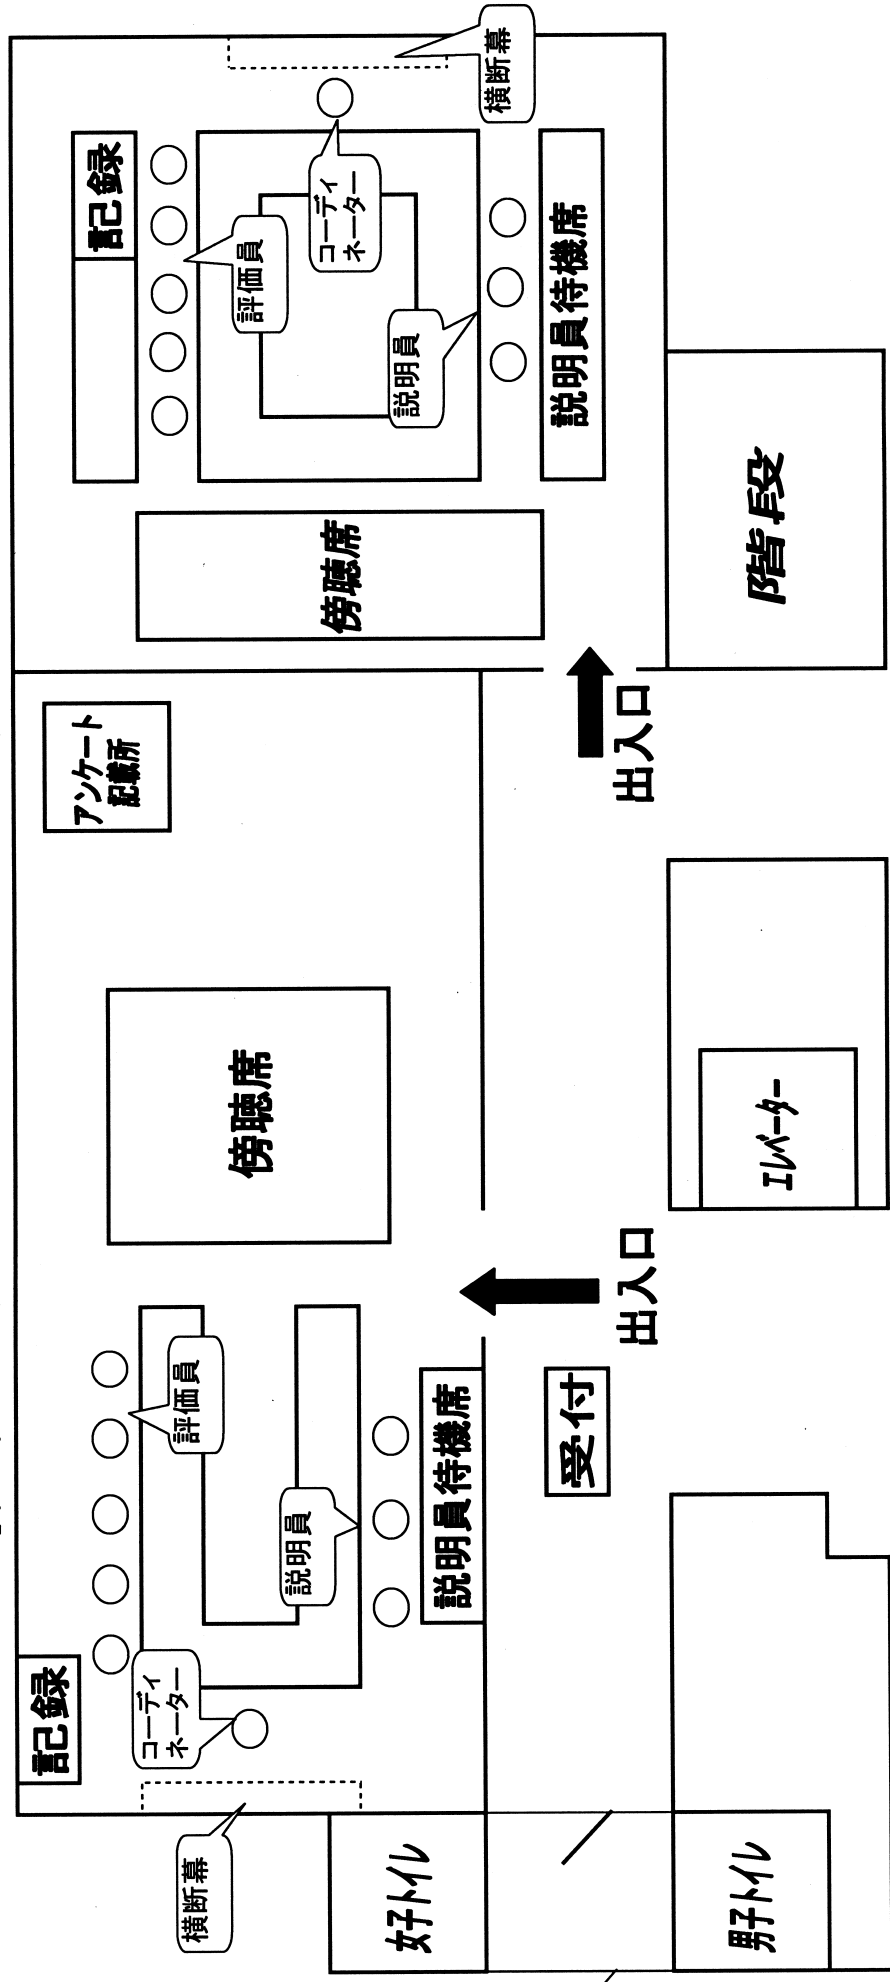 横断幕
記録
コーディ
ネーター
評価員
説明員
説明員待機席
傍聴席
階段
アンケート
記載所
出入口
傍聴席
エレベーター
出入口
評価員
説明員
説明員待機席
受付
記録
コーディ
ネーター
横断幕
女子トイレ
男子トイレ